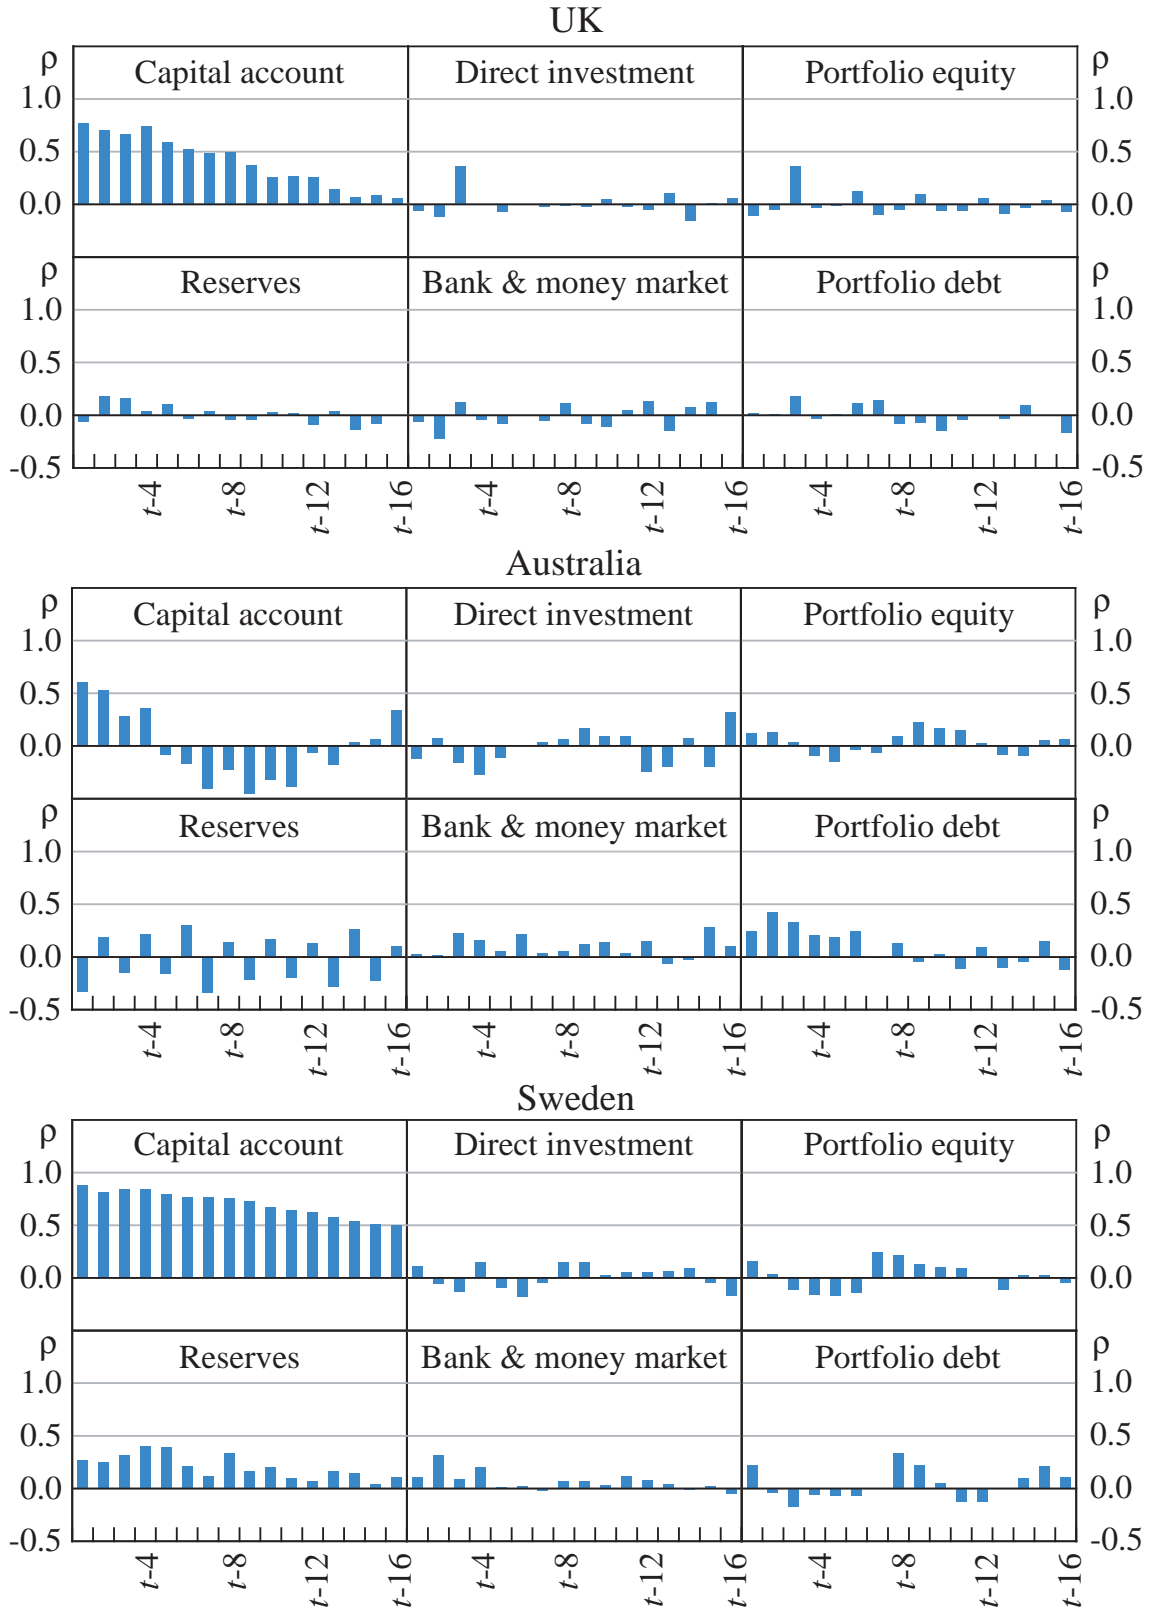 UK
ρ Capital account Direct investment Portfolio equity ρ
1.0 1.0
0.5 0.5
0.0 0.0
ρ Reserves Bank & money market Portfolio debt ρ
1.0 1.0
0.5 0.5
0.0 0.0
-0.5 -0.5
t-4 t-8 t-12 t-16 t-4 t-8 t-12 t-16 t-4 t-8 t-12 t-16
Australia
ρ Capital account Direct investment Portfolio equity ρ
1.0 1.0
0.5 0.5
0.0 0.0
ρ Reserves Bank & money market Portfolio debt ρ
1.0 1.0
0.5 0.5
0.0 0.0
-0.5 -0.5
t-4 t-8 t-12 t-16 t-4 t-8 t-12 t-16 t-4 t-8 t-12 t-16
Sweden
ρ Capital account Direct investment Portfolio equity ρ
1.0 1.0
0.5 0.5
0.0 0.0
ρ Reserves Bank & money market Portfolio debt ρ
1.0 1.0
0.5 0.5
0.0 0.0
-0.5 -0.5
t-4 t-8 t-12 t-16 t-4 t-8 t-12 t-16 t-4 t-8 t-12 t-16